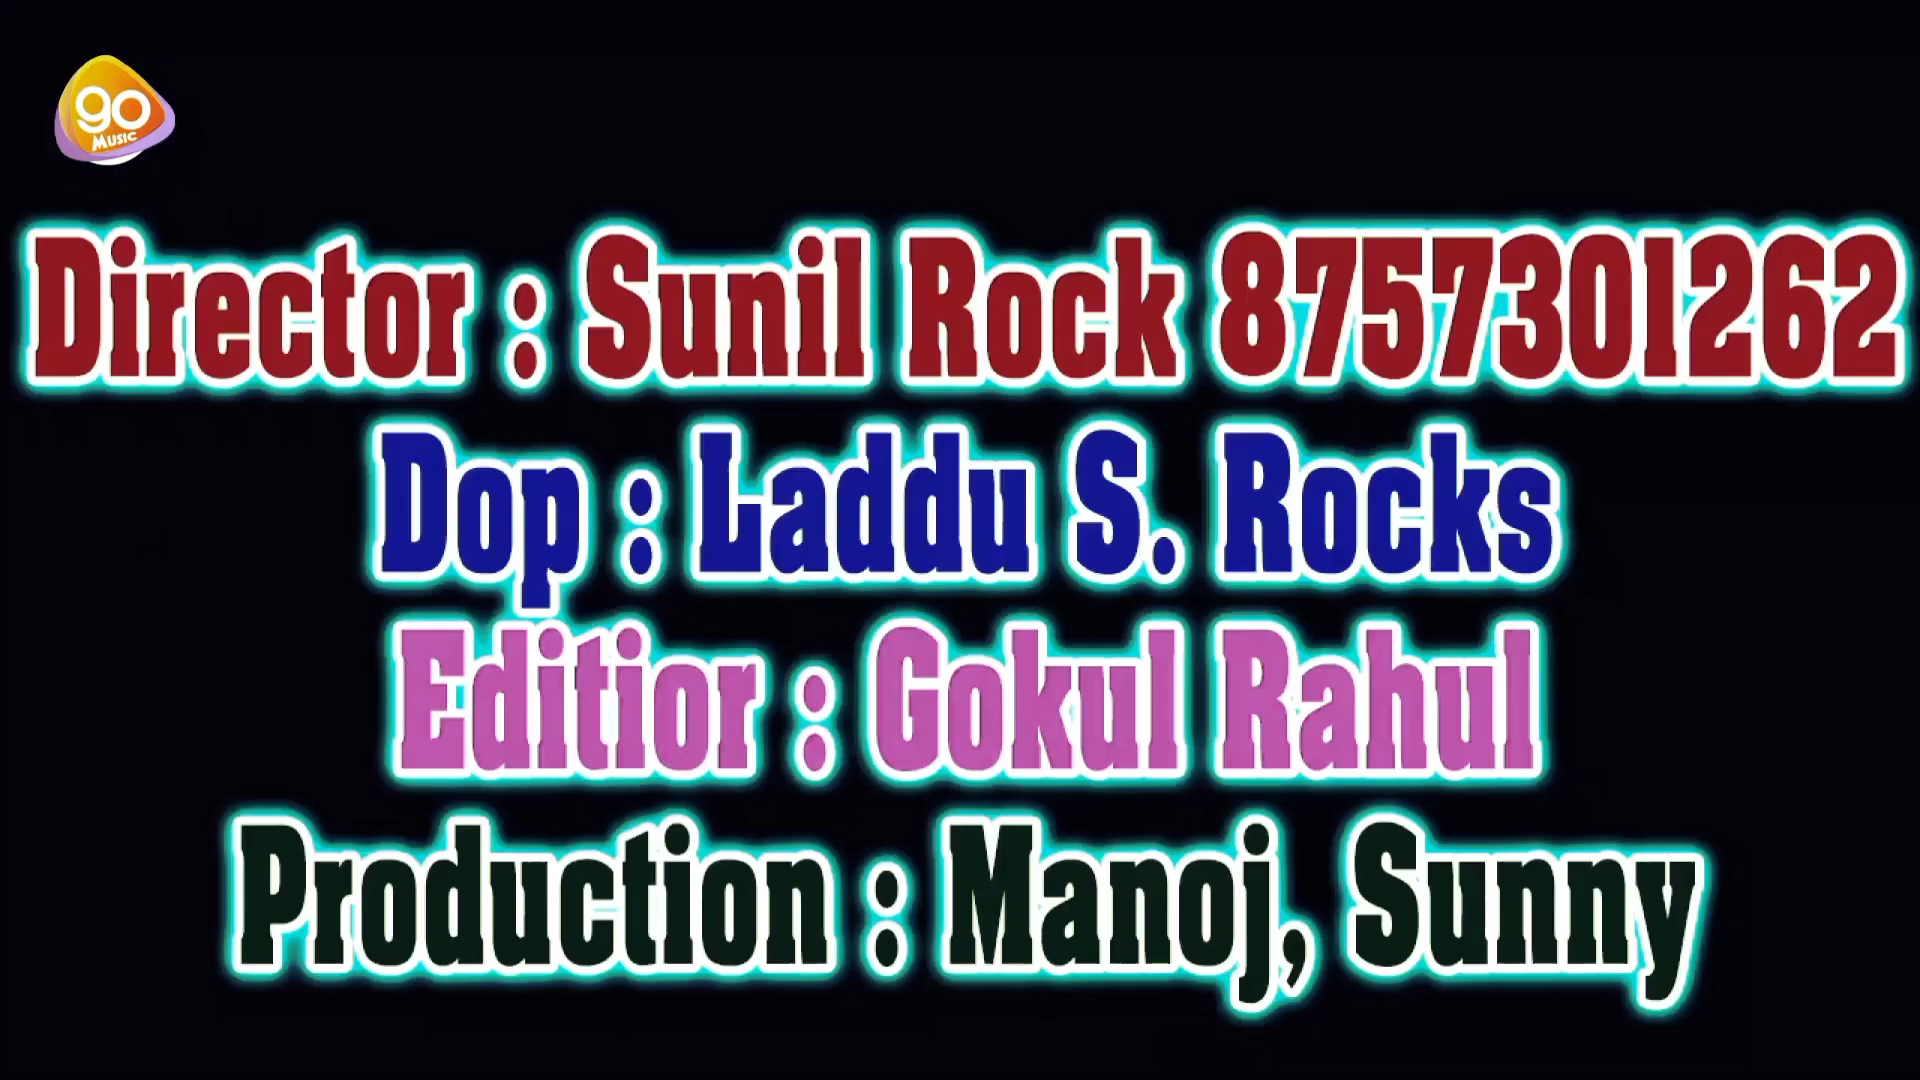 go
Music
Director : Sunil Rock 8757301262
Dop : Laddu S. Rocks
Editior : Gokul Rahul
Production : Manoj, Sunny